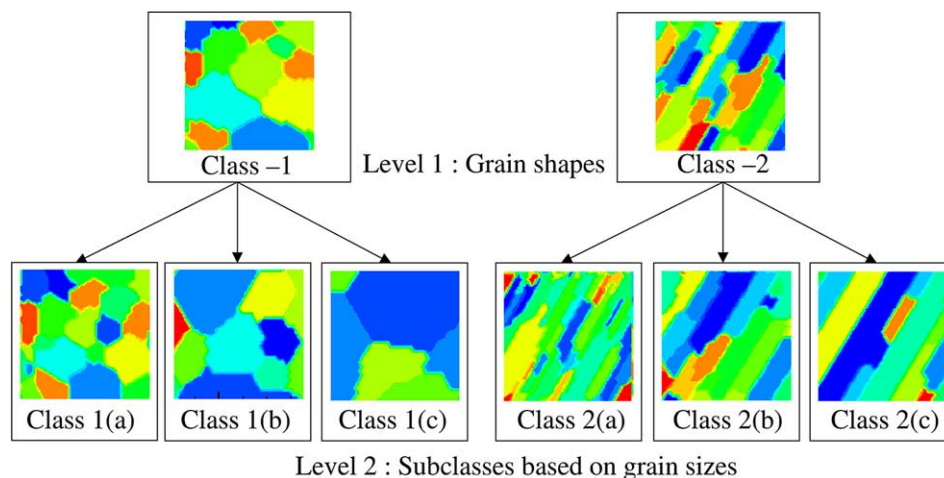 Class –1
Level 1 : Grain shapes
Class –2
Class 1(a)
Class 1(b)
Class 1(c)
Class 2(a)
Class 2(b)
Class 2(c)
Level 2 : Subclasses based on grain sizes